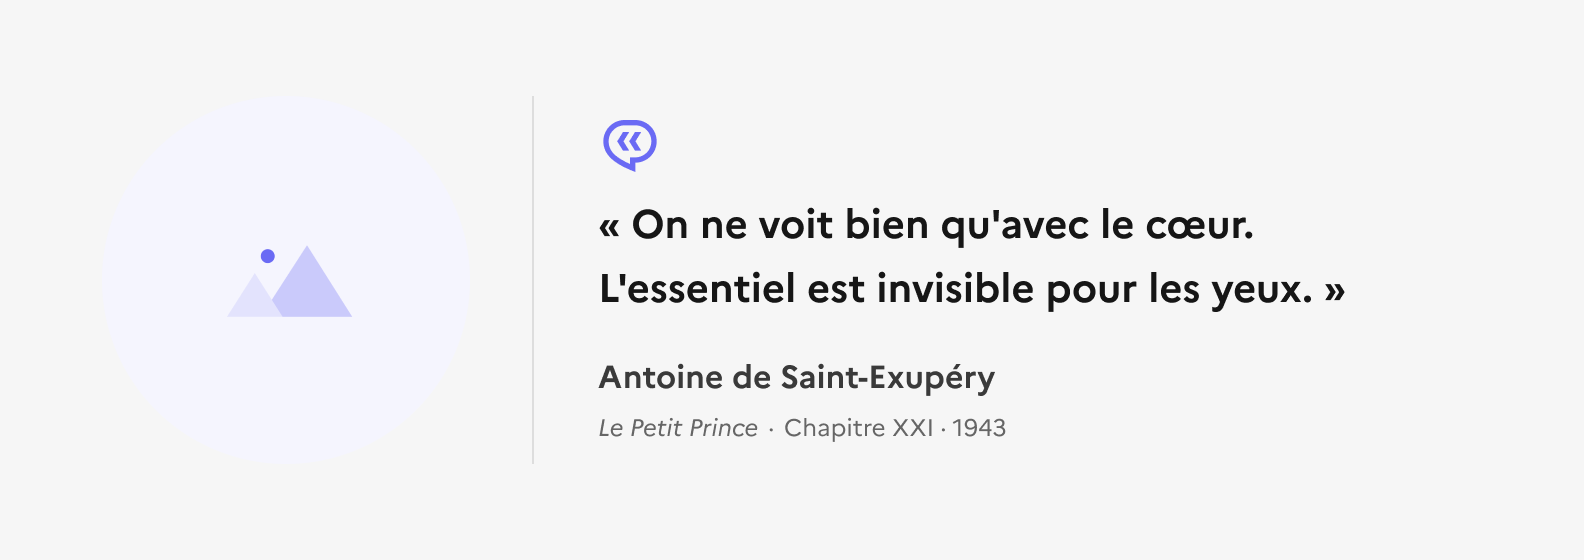 « On ne voit bien qu'avec le cœur.
L'essentiel est invisible pour les yeux. »
Antoine de Saint-Exupéry
Le Petit Prince · Chapitre XXI · 1943